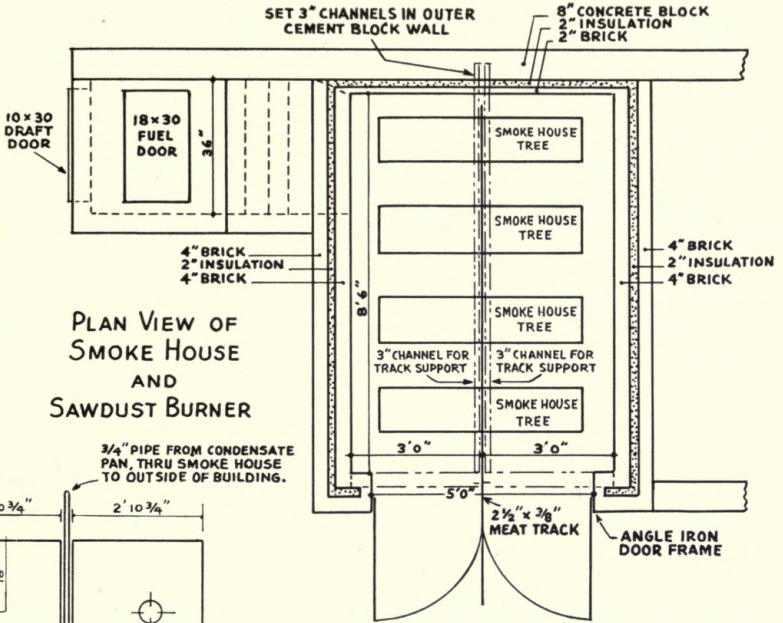 SET 3" CHANNELS IN OUTER
CEMENT BLOCK WALL
8" CONCRETE BLOCK
2" INSULATION
2" BRICK
10×30
DRAFT
DOOR
18×30
FUEL
DOOR
36"
SMOKE HOUSE
TREE
SMOKE HOUSE
TREE
SMOKE HOUSE
TREE
SMOKE HOUSE
TREE
4" BRICK
2" INSULATION
4" BRICK
4" BRICK
2" INSULATION
4" BRICK
8'6"
PLAN VIEW OF
SMOKE HOUSE
AND
SAWDUST BURNER
3" CHANNEL FOR
TRACK SUPPORT
3" CHANNEL FOR
TRACK SUPPORT
3'0"
3'0"
5'0"
2½" × 3/8"
MEAT TRACK
ANGLE IRON
DOOR FRAME
3/4" PIPE FROM CONDENSATE
PAN, THRU SMOKE HOUSE
TO OUTSIDE OF BUILDING.
0 3/4"
2' 10 3/4"